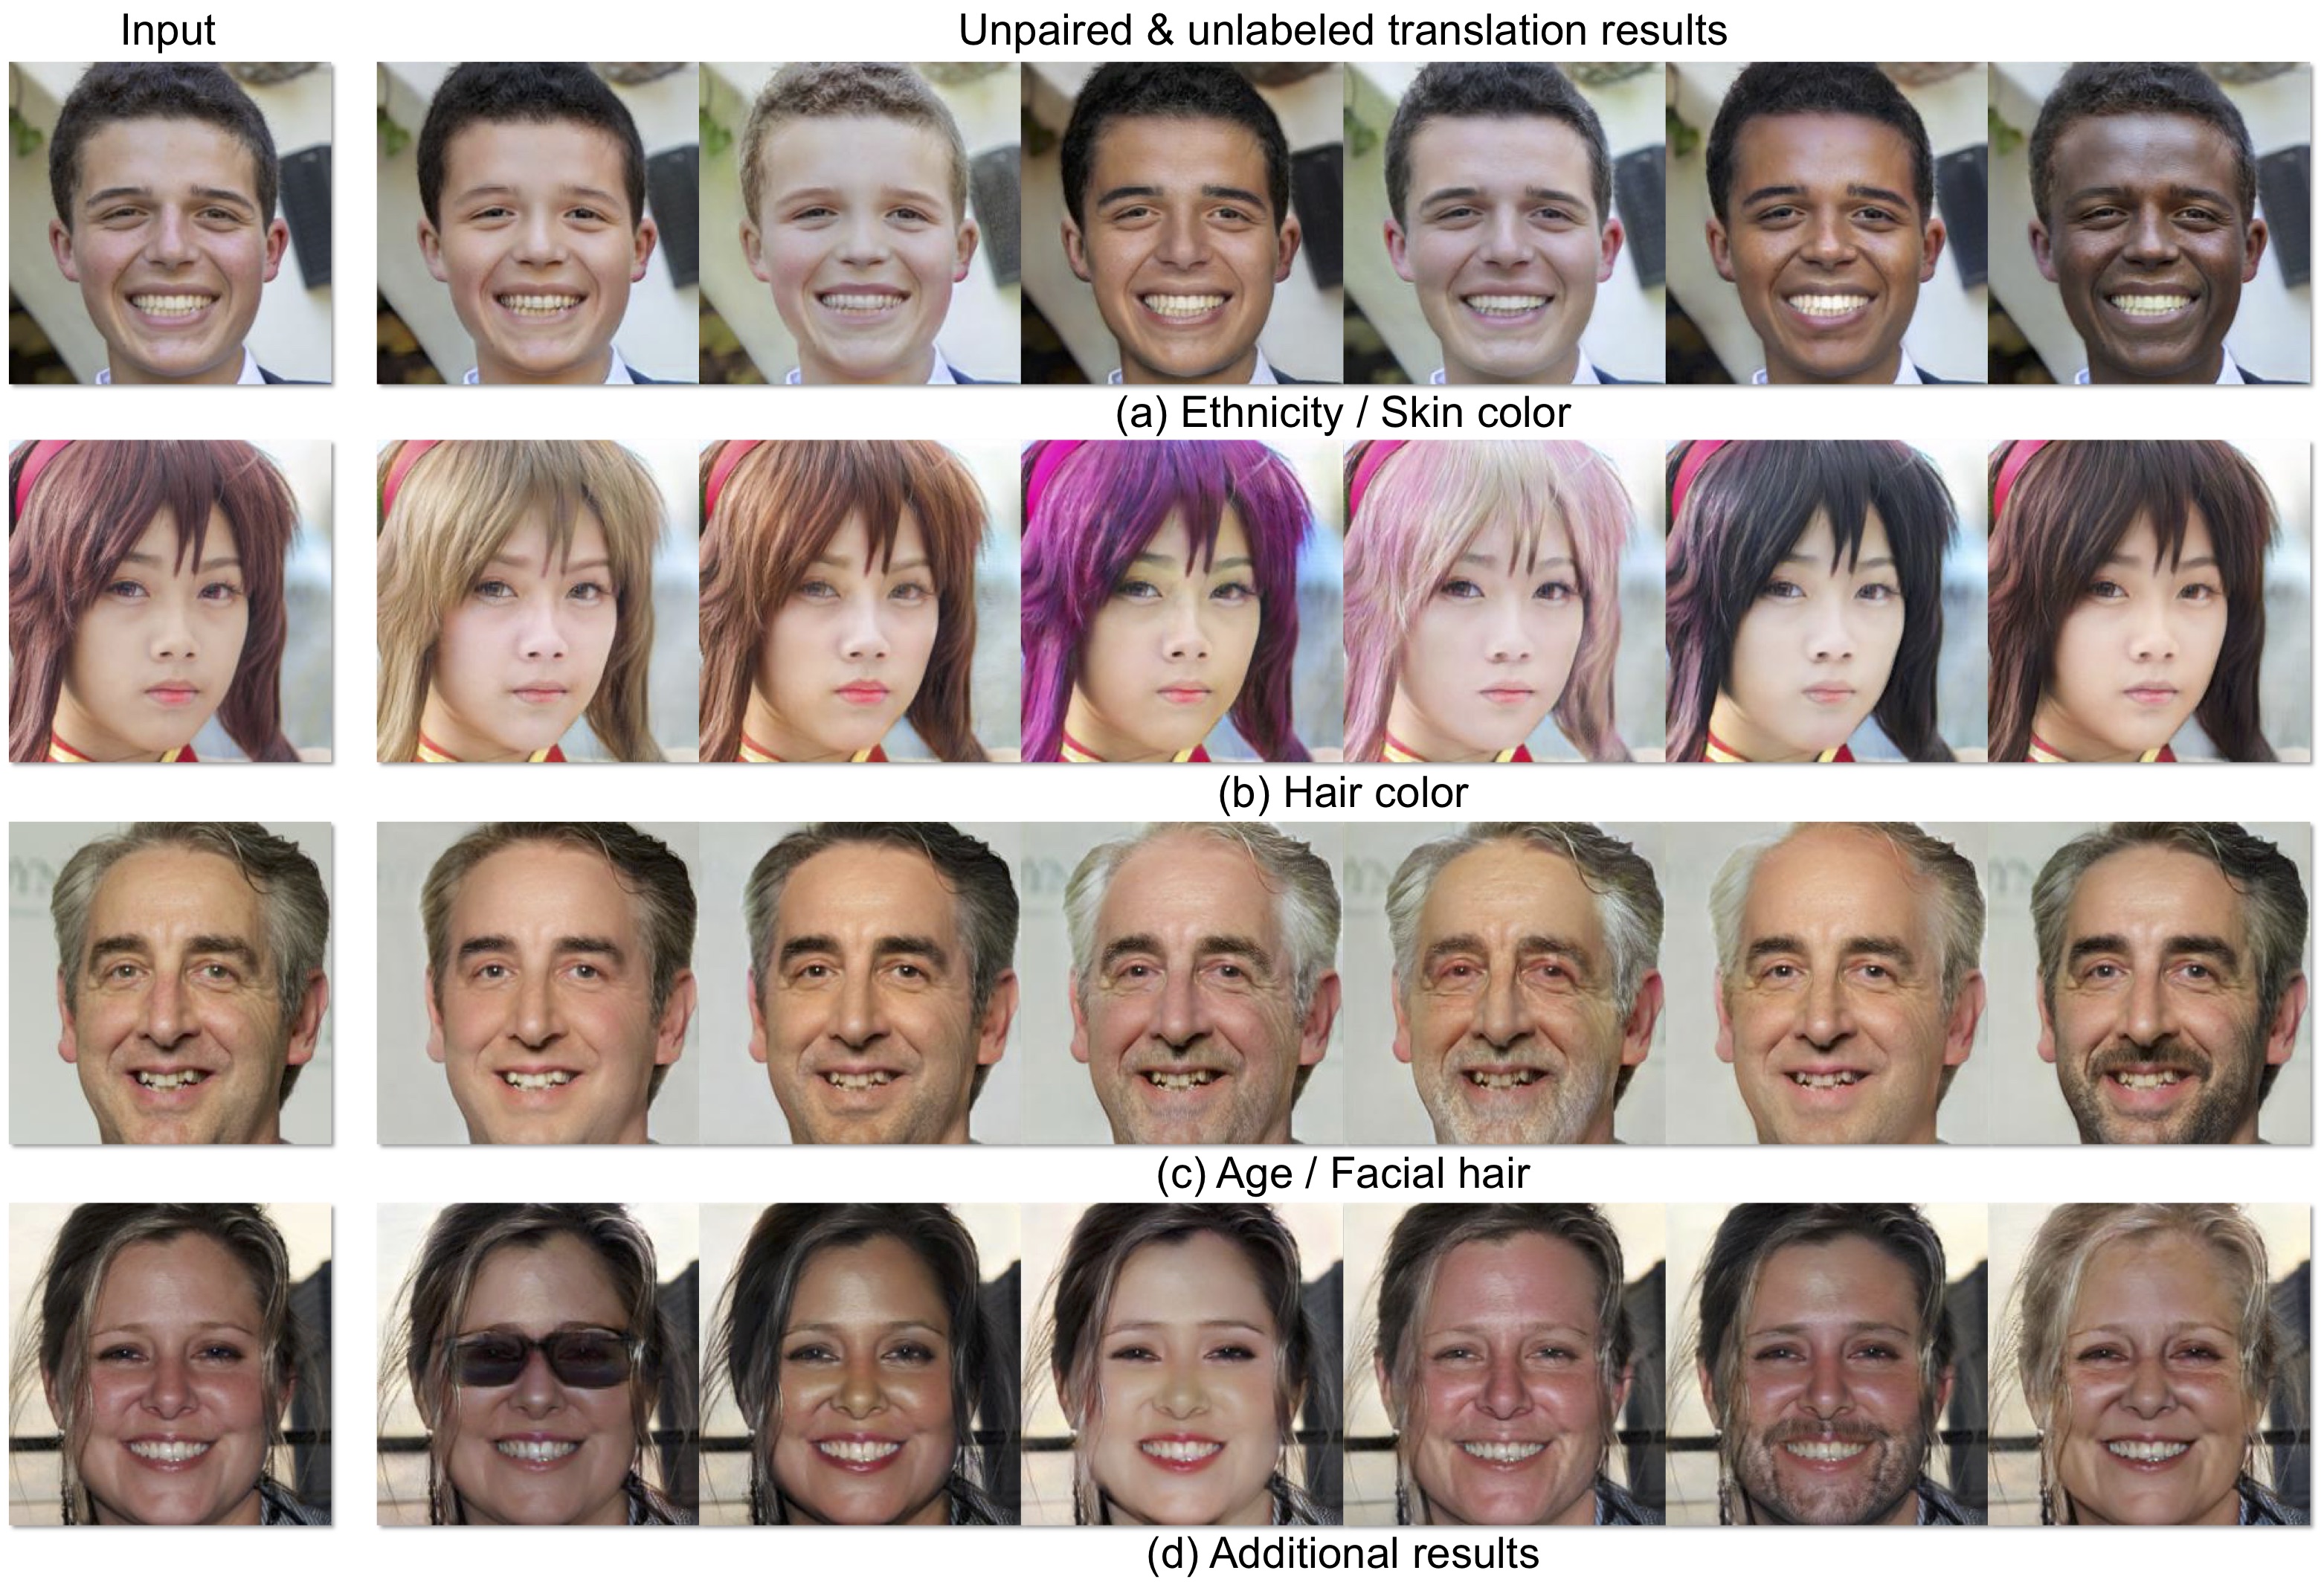 Input
Unpaired & unlabeled translation results
(a) Ethnicity / Skin color
(b) Hair color
(c) Age / Facial hair
(d) Additional results